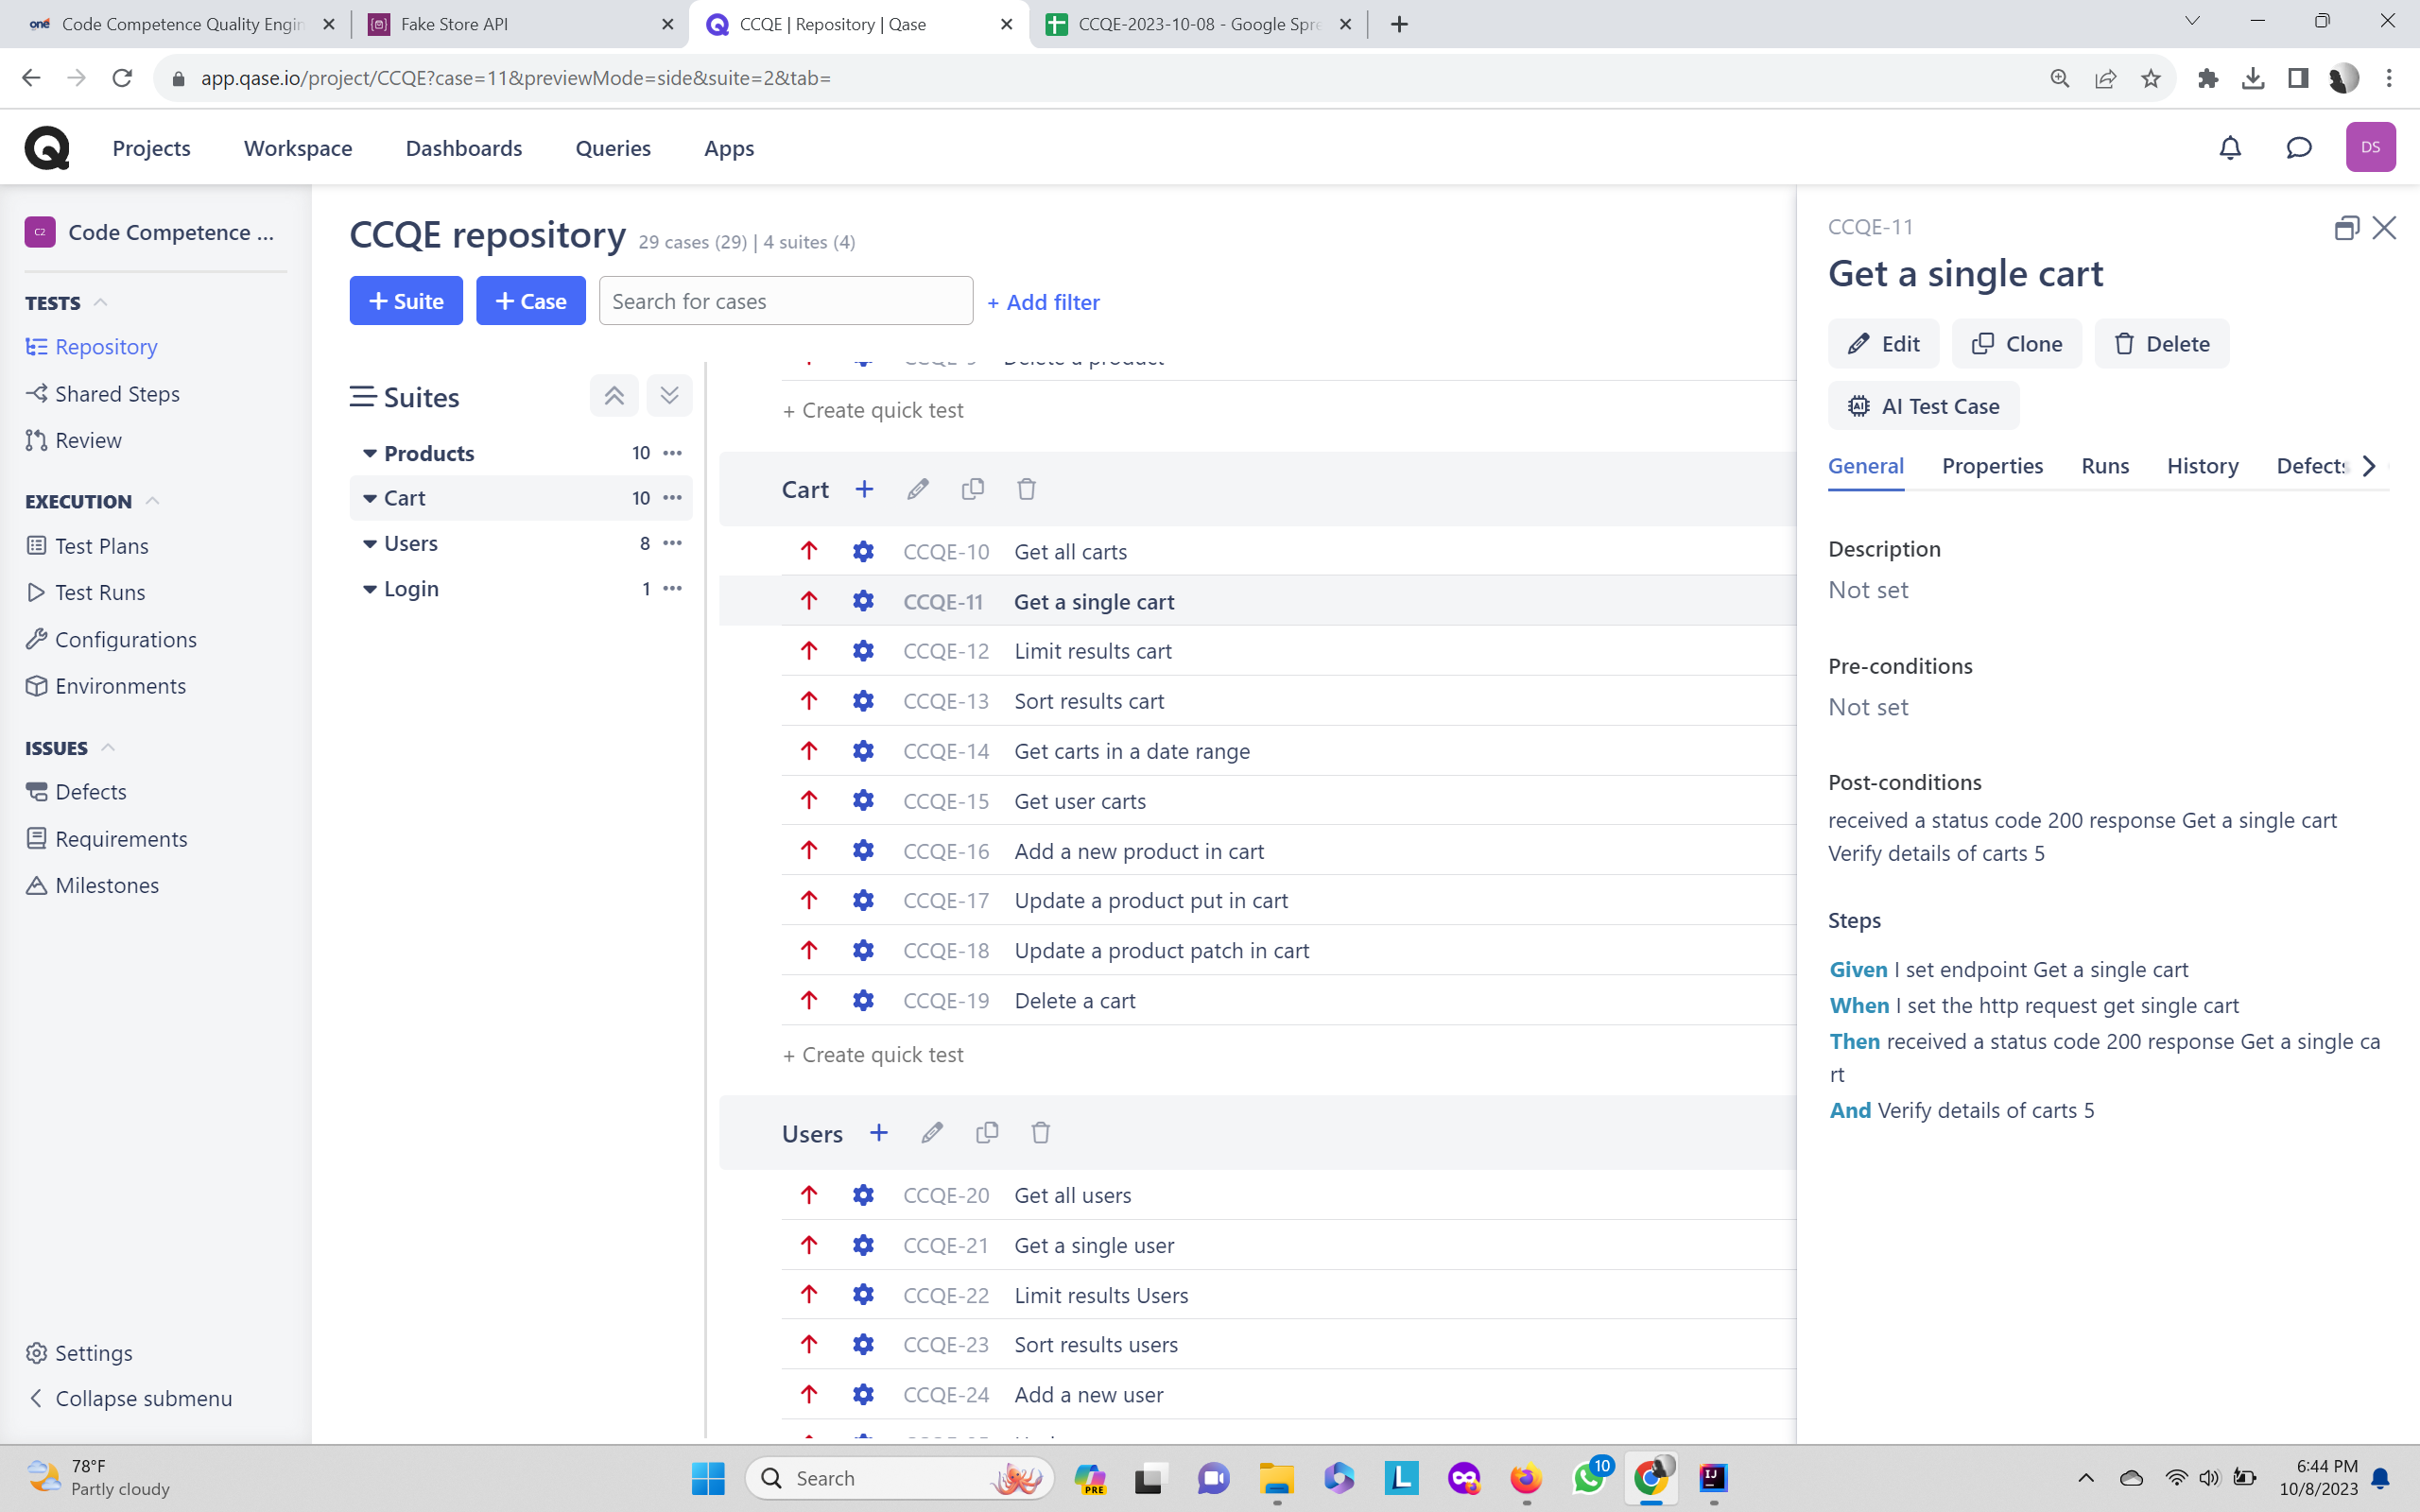 Code Competence Quality Engin
Fake Store API
CCQE | Repository | Qase
CCQE-2023-10-08 - Google Spre
app.qase.io/project/CCQE?case=11&previewMode=side&suite=2&tab=
Projects
Workspace
Dashboards
Queries
Apps
DS
C2
Code Competence ...
TESTS
Repository
Shared Steps
Review
EXECUTION
Test Plans
Test Runs
Configurations
Environments
ISSUES
Defects
Requirements
Milestones
Settings
Collapse submenu
CCQE repository 29 cases (29) | 4 suites (4)
+ Suite
+ Case
Search for cases
+ Add filter
Suites
Products 10
Cart 10
Users 8
Login 1
Delete a product
+ Create quick test
Cart
CCQE-10 Get all carts
CCQE-11 Get a single cart
CCQE-12 Limit results cart
CCQE-13 Sort results cart
CCQE-14 Get carts in a date range
CCQE-15 Get user carts
CCQE-16 Add a new product in cart
CCQE-17 Update a product put in cart
CCQE-18 Update a product patch in cart
CCQE-19 Delete a cart
+ Create quick test
Users
CCQE-20 Get all users
CCQE-21 Get a single user
CCQE-22 Limit results Users
CCQE-23 Sort results users
CCQE-24 Add a new user
CCQE-11
Get a single cart
Edit
Clone
Delete
AI Test Case
General
Properties
Runs
History
Defects
Description
Not set
Pre-conditions
Not set
Post-conditions
received a status code 200 response Get a single cart
Verify details of carts 5
Steps
Given I set endpoint Get a single cart
When I set the http request get single cart
Then received a status code 200 response Get a single ca
rt
And Verify details of carts 5
78°F
Partly cloudy
Search
PRE
L
10
IJ
6:44 PM
10/8/2023